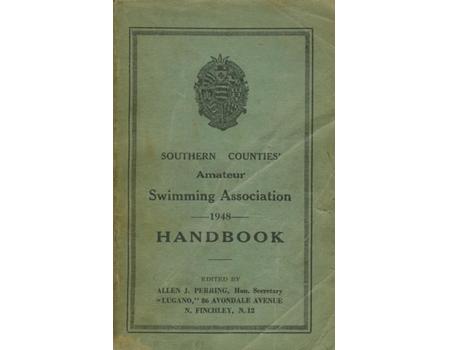 SOUTHERN COUNTIES'
Amateur
Swimming Association
—1948—
HANDBOOK
EDITED BY
ALLEN J. PERRING, Hon. Secretary
"LUGANO," 86 AVONDALE AVENUE
N. FINCHLEY, N.12